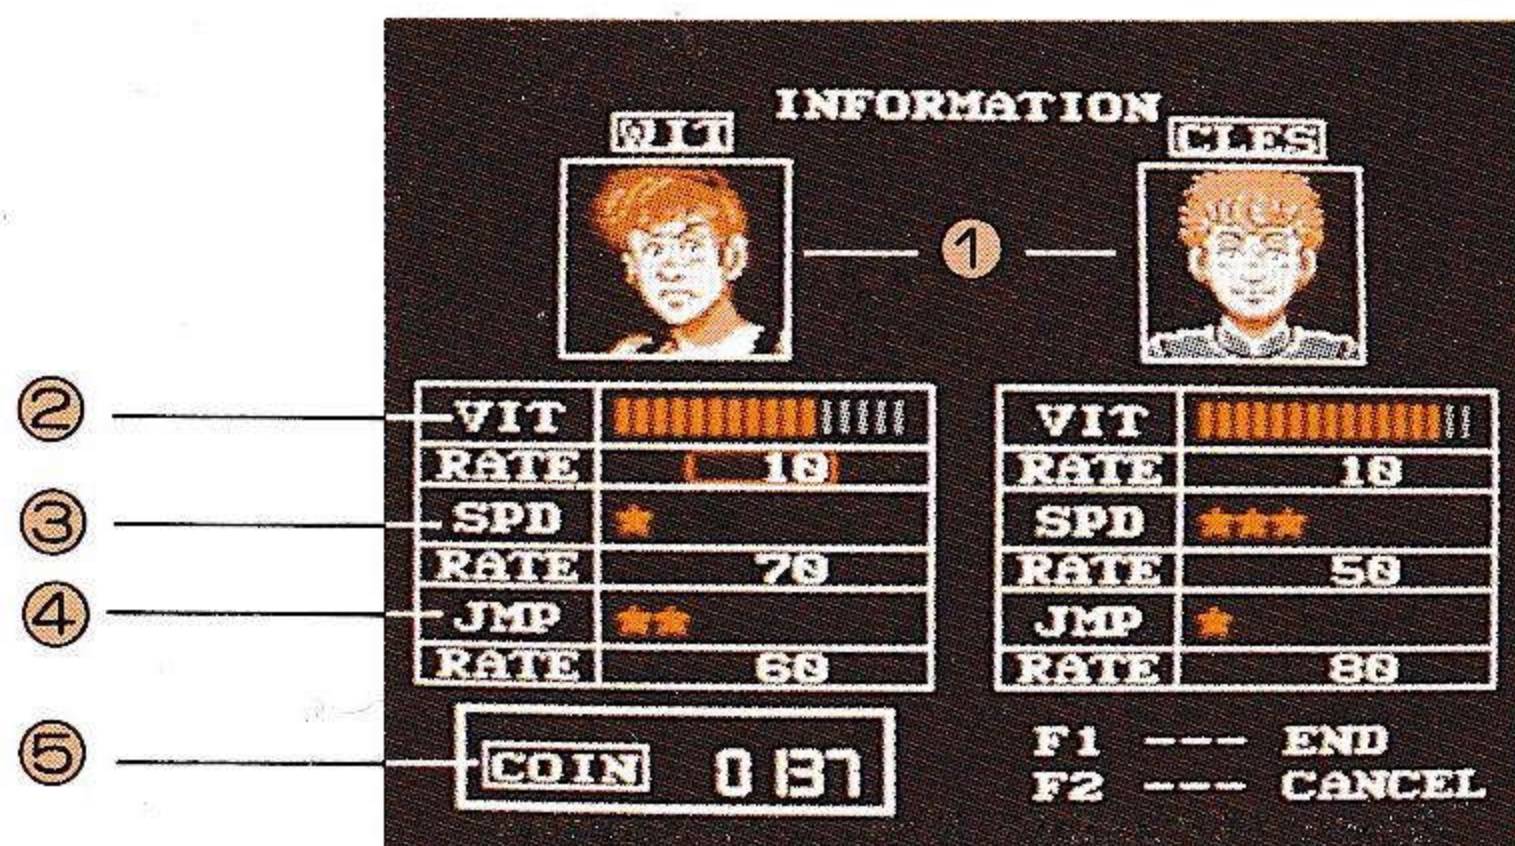 INFORMATION
WIT
CLES
①
② VIT VIT
RATE 10 RATE 10
③ SPD SPD
RATE 70 RATE 50
④ JMP JMP
RATE 60 RATE 80
⑤ COIN 0137
F1 --- END
F2 --- CANCEL